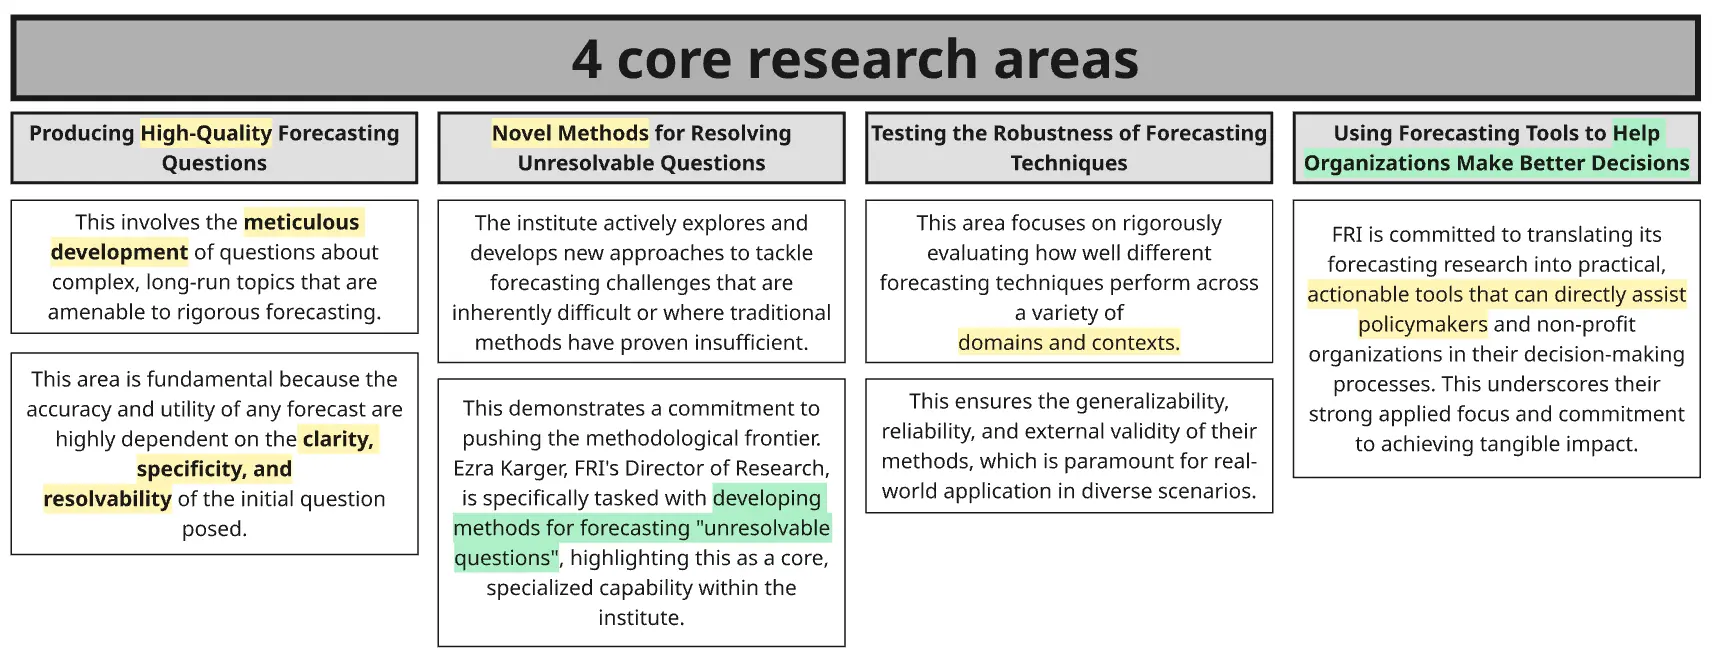 4 core research areas
Producing High-Quality Forecasting
Questions
This involves the meticulous
development of questions about
complex, long-run topics that are
amenable to rigorous forecasting.
This area is fundamental because the
accuracy and utility of any forecast are
highly dependent on the clarity,
specificity, and
resolvability of the initial question
posed.
Novel Methods for Resolving
Unresolvable Questions
The institute actively explores and
develops new approaches to tackle
forecasting challenges that are
inherently difficult or where traditional
methods have proven insufficient.
This demonstrates a commitment to
pushing the methodological frontier.
Ezra Karger, FRI's Director of Research,
is specifically tasked with developing
methods for forecasting "unresolvable
questions", highlighting this as a core,
specialized capability within the
institute.
Testing the Robustness of Forecasting
Techniques
This area focuses on rigorously
evaluating how well different
forecasting techniques perform across
a variety of
domains and contexts.
This ensures the generalizability,
reliability, and external validity of their
methods, which is paramount for real-
world application in diverse scenarios.
Using Forecasting Tools to Help
Organizations Make Better Decisions
FRI is committed to translating its
forecasting research into practical,
actionable tools that can directly assist
policymakers and non-profit
organizations in their decision-making
processes. This underscores their
strong applied focus and commitment
to achieving tangible impact.